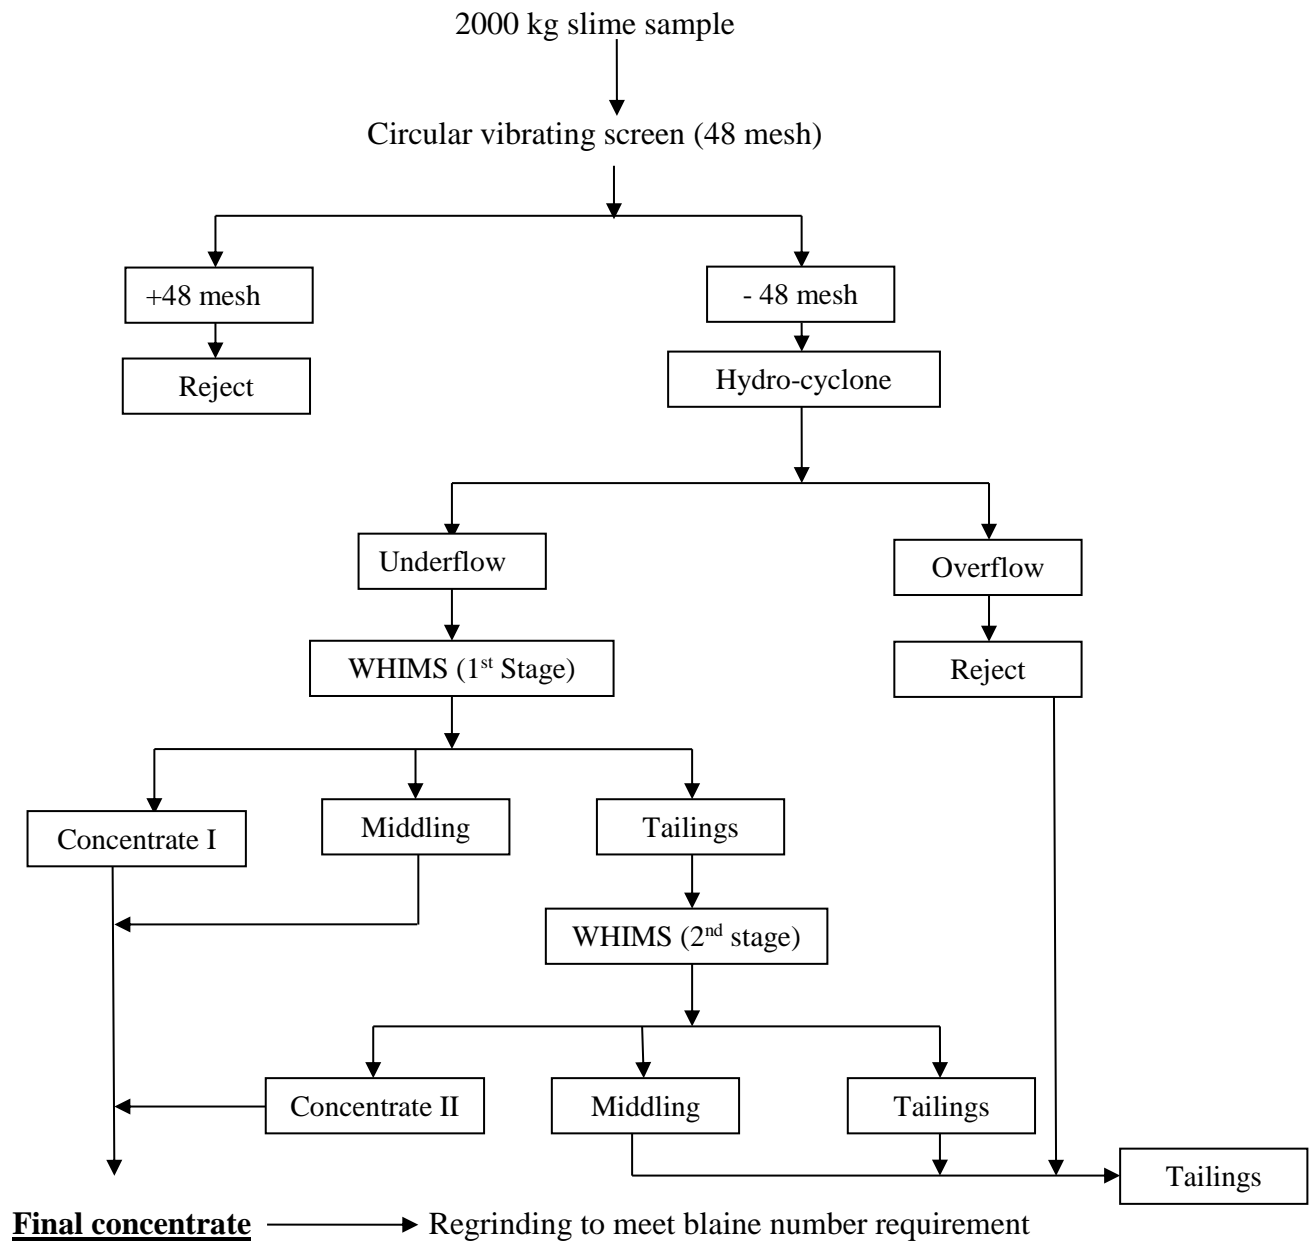 2000 kg slime sample
Circular vibrating screen (48 mesh)
+48 mesh
- 48 mesh
Reject
Hydro-cyclone
Underflow
Overflow
WHIMS (1st Stage)
Reject
Concentrate I
Middling
Tailings
WHIMS (2nd stage)
Concentrate II
Middling
Tailings
Tailings
Final concentrate
Regrinding to meet blaine number requirement